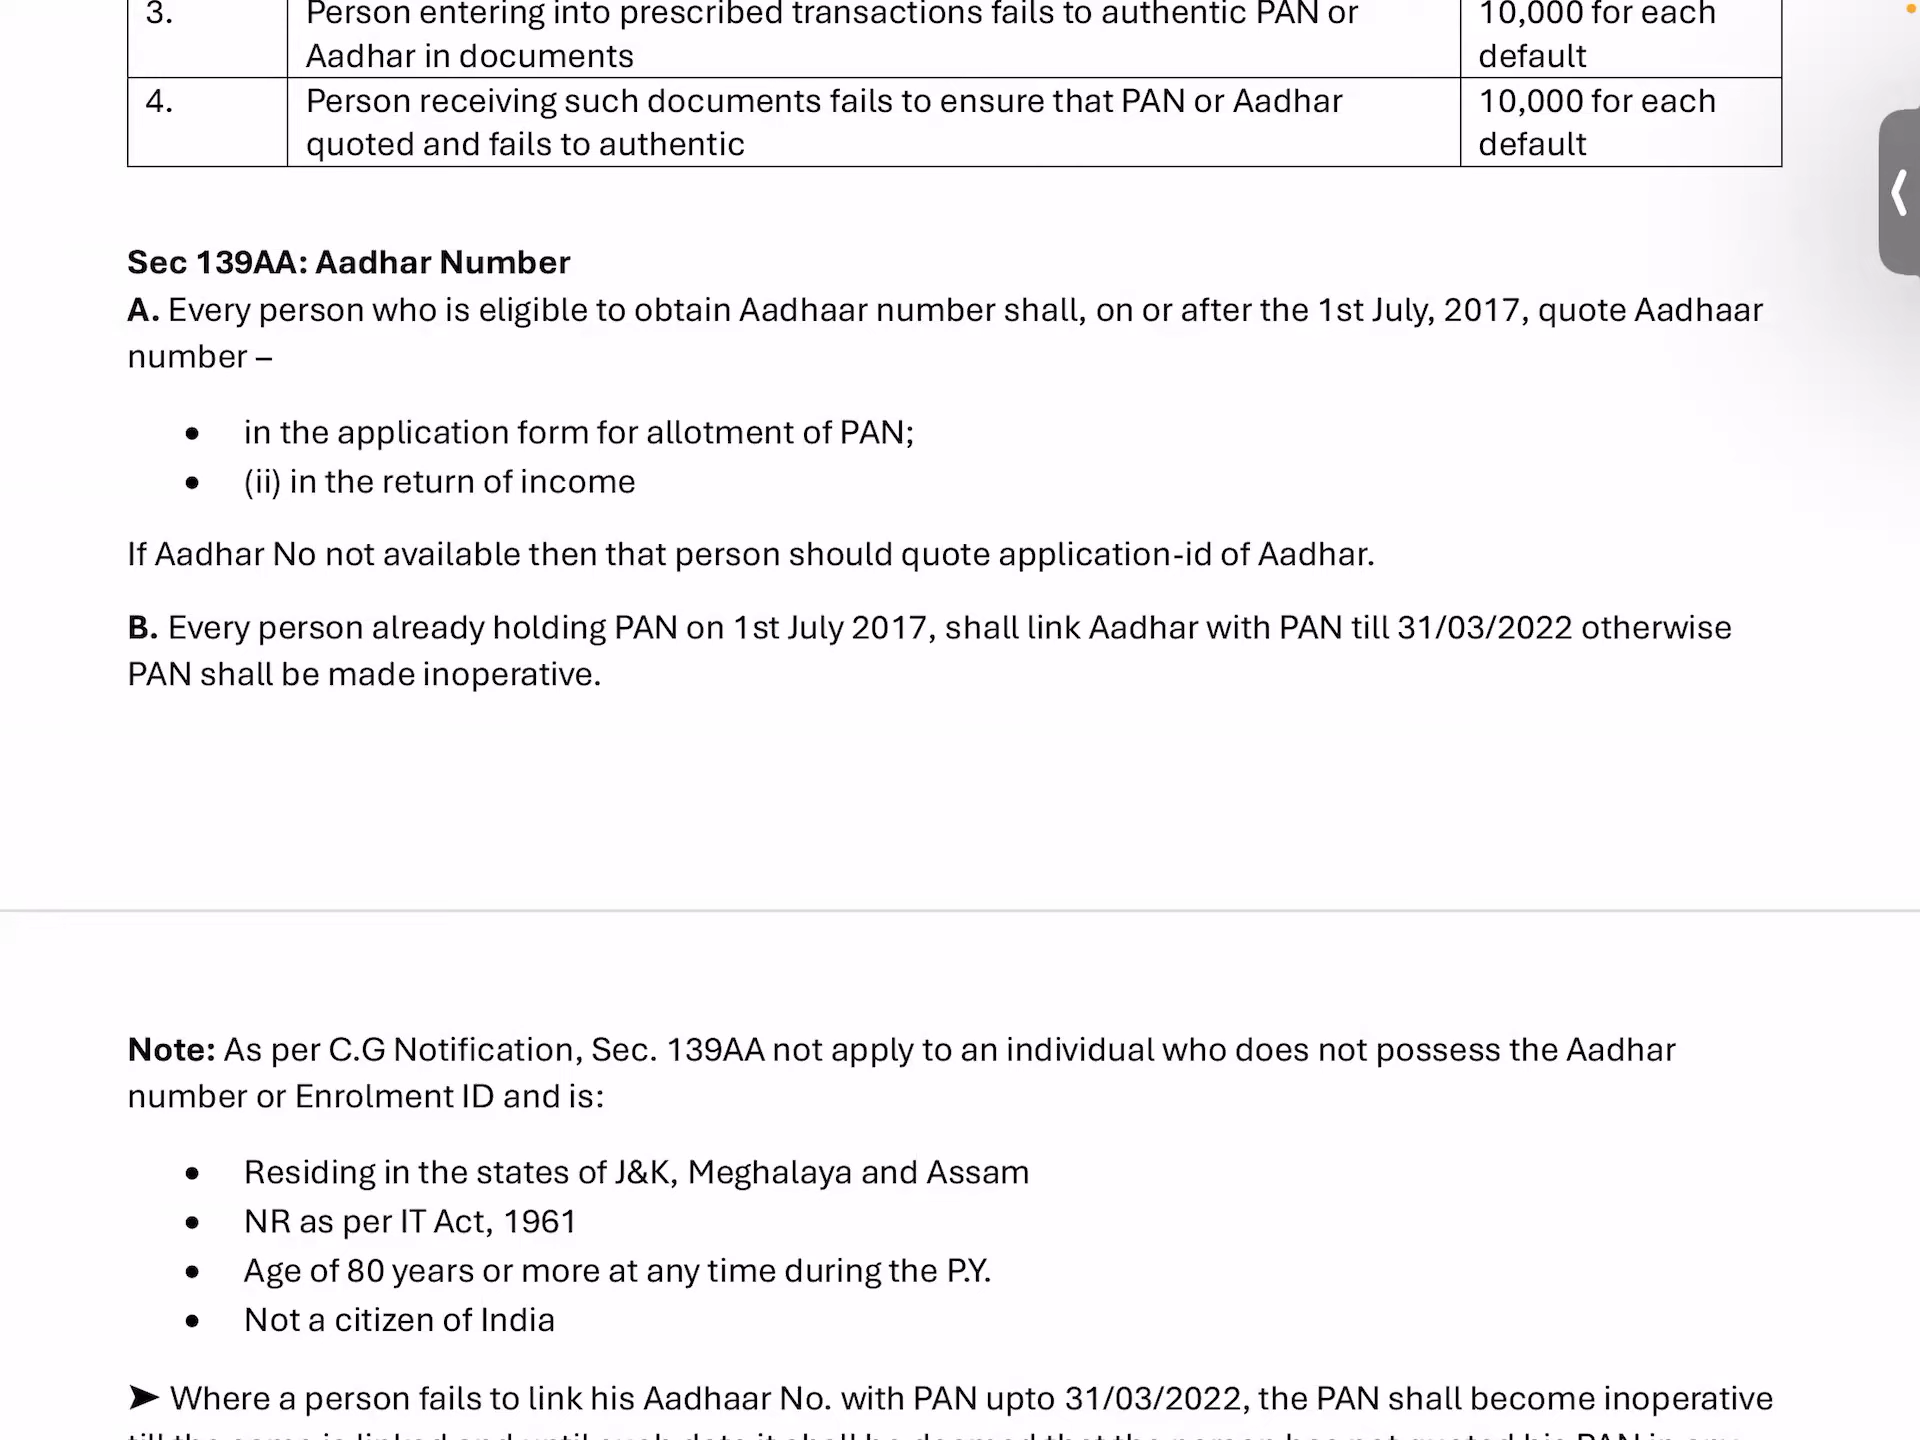 3. Person entering into prescribed transactions fails to authentic PAN or 10,000 for each
Aadhar in documents default
4. Person receiving such documents fails to ensure that PAN or Aadhar 10,000 for each
quoted and fails to authentic default
Sec 139AA: Aadhar Number
A. Every person who is eligible to obtain Aadhaar number shall, on or after the 1st July, 2017, quote Aadhaar
number –
• in the application form for allotment of PAN;
• (ii) in the return of income
If Aadhar No not available then that person should quote application-id of Aadhar.
B. Every person already holding PAN on 1st July 2017, shall link Aadhar with PAN till 31/03/2022 otherwise
PAN shall be made inoperative.
Note: As per C.G Notification, Sec. 139AA not apply to an individual who does not possess the Aadhar
number or Enrolment ID and is:
• Residing in the states of J&K, Meghalaya and Assam
• NR as per IT Act, 1961
• Age of 80 years or more at any time during the P.Y.
• Not a citizen of India
➤ Where a person fails to link his Aadhaar No. with PAN upto 31/03/2022, the PAN shall become inoperative